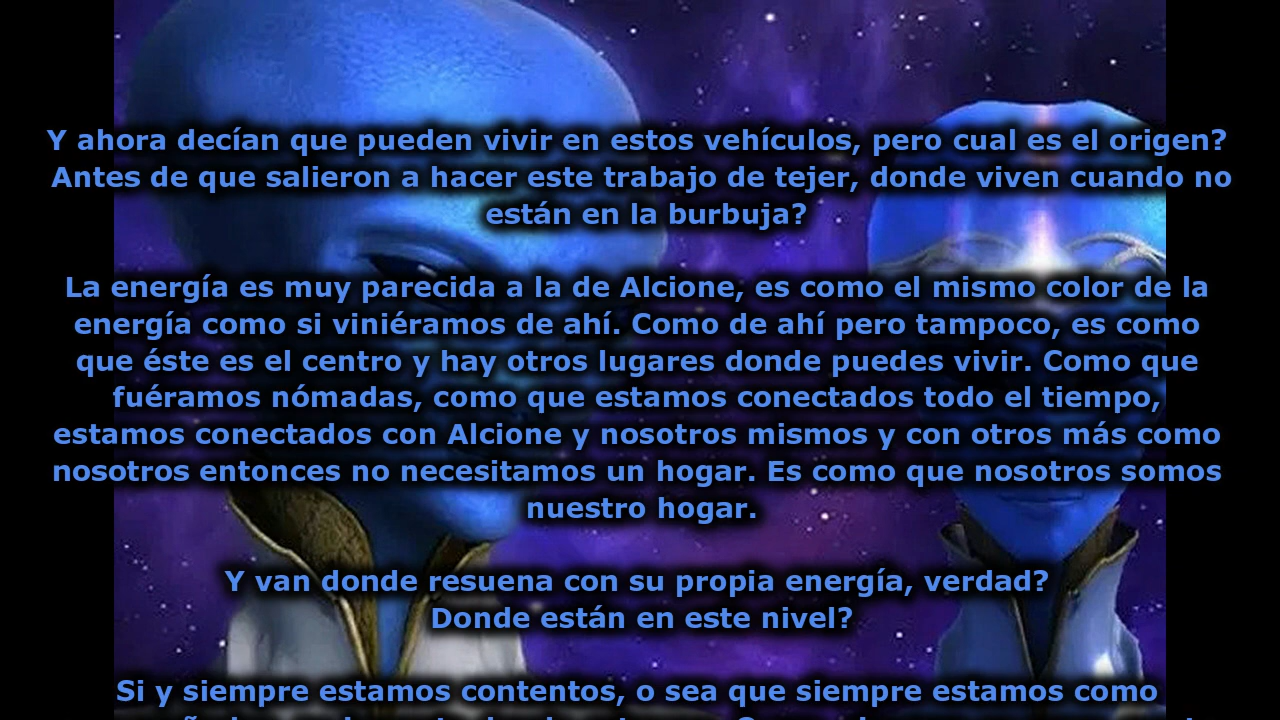 Y ahora decían que pueden vivir en estos vehículos, pero cual es el origen?
Antes de que salieron a hacer este trabajo de tejer, donde viven cuando no
están en la burbuja?
La energía es muy parecida a la de Alcione, es como el mismo color de la
energía como si viniéramos de ahí. Como de ahí pero tampoco, es como
que éste es el centro y hay otros lugares donde puedes vivir. Como que
fuéramos nómadas, como que estamos conectados todo el tiempo,
estamos conectados con Alcione y nosotros mismos y con otros más como
nosotros entonces no necesitamos un hogar. Es como que nosotros somos
nuestro hogar.
Y van donde resuena con su propia energía, verdad?
Donde están en este nivel?
Si y siempre estamos contentos, o sea que siempre estamos como